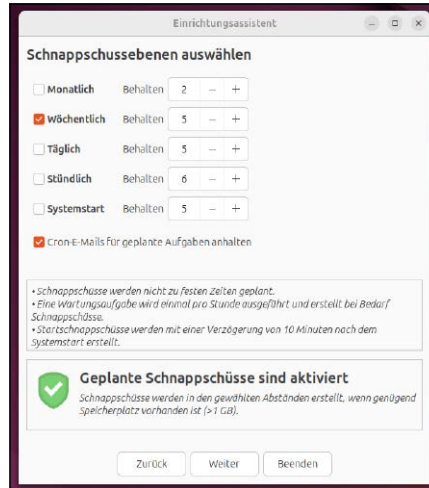 Einrichtungsassistent
Schnappschussebenen auswählen
Monatlich Behalten 2 − +
Wöchentlich Behalten 5 − +
Täglich Behalten 5 − +
Stündlich Behalten 6 − +
Systemstart Behalten 5 − +
Cron-E-Mails für geplante Aufgaben anhalten
• Schnappschüsse werden nicht zu festen Zeiten geplant.
• Eine Wartungsaufgabe wird einmal pro Stunde ausgeführt und erstellt bei Bedarf
Schnappschüsse.
• Startschnappschüsse werden mit einer Verzögerung von 10 Minuten nach dem
Systemstart erstellt.
Geplante Schnappschüsse sind aktiviert
Schnappschüsse werden in den gewählten Abständen erstellt, wenn genügend
Speicherplatz vorhanden ist (>1 GB).
Zurück Weiter Beenden